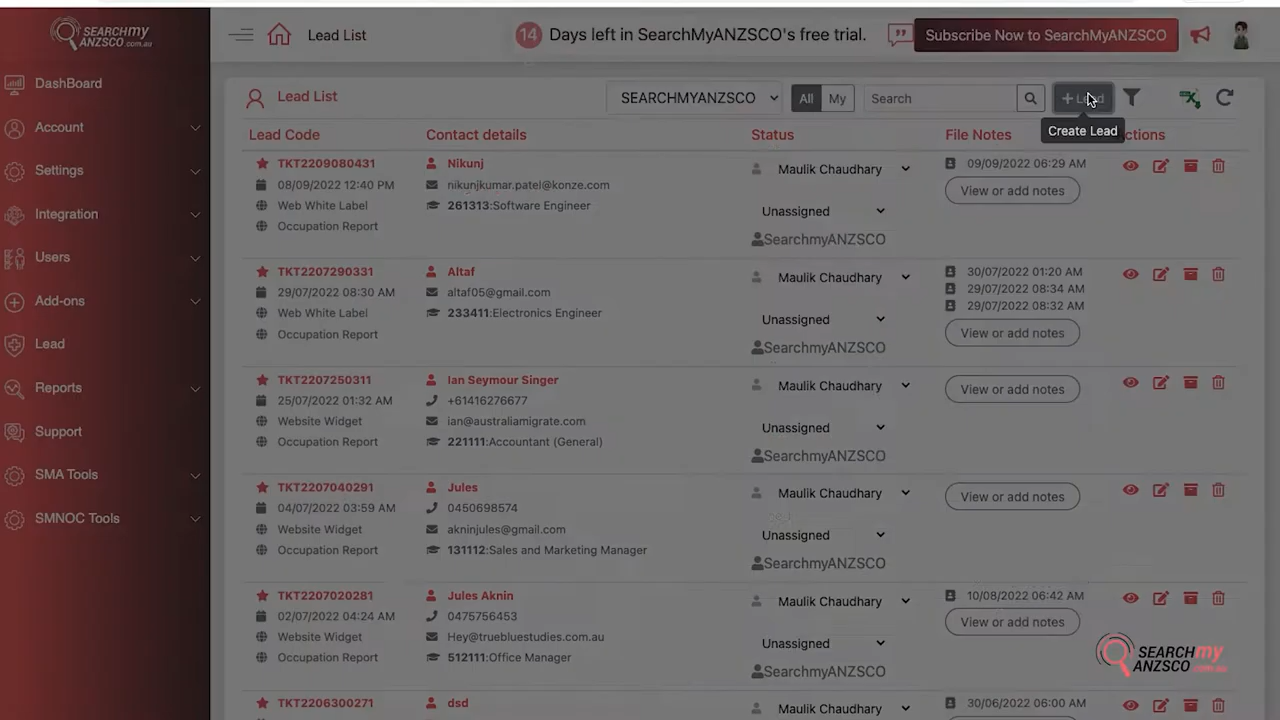 SEARCHmy
ANZSCO.com.au
Lead List
14 Days left in SearchMyANZSCO's free trial.
Subscribe Now to SearchMyANZSCO
DashBoard
Account
Settings
Integration
Users
Add-ons
Lead
Reports
Support
SMA Tools
SMNOC Tools
Lead List
SEARCHMYANZSCO
All
My
Search
+ Lead
Create Lead
Lead Code
Contact details
Status
File Notes
ctions
TKT2209080431
08/09/2022 12:40 PM
Web White Label
Occupation Report
Nikunj
nikunjkumar.patel@konze.com
261313:Software Engineer
Maulik Chaudhary
Unassigned
SearchmyANZSCO
09/09/2022 06:29 AM
View or add notes
TKT2207290331
29/07/2022 08:30 AM
Web White Label
Occupation Report
Altaf
altaf05@gmail.com
233411:Electronics Engineer
Maulik Chaudhary
Unassigned
SearchmyANZSCO
30/07/2022 01:20 AM
29/07/2022 08:34 AM
29/07/2022 08:32 AM
View or add notes
TKT2207250311
25/07/2022 01:32 AM
Website Widget
Occupation Report
Ian Seymour Singer
+61416276677
ian@australiamigrate.com
221111:Accountant (General)
Maulik Chaudhary
Unassigned
SearchmyANZSCO
View or add notes
TKT2207040291
04/07/2022 03:59 AM
Website Widget
Occupation Report
Jules
0450698574
akninjules@gmail.com
131112:Sales and Marketing Manager
Maulik Chaudhary
Unassigned
SearchmyANZSCO
View or add notes
TKT2207020281
02/07/2022 04:24 AM
Website Widget
Occupation Report
Jules Aknin
0475756453
Hey@truebluestudies.com.au
512111:Office Manager
Maulik Chaudhary
Unassigned
SearchmyANZSCO
10/08/2022 06:42 AM
View or add notes
TKT2206300271
dsd
Maulik Chaudhary
30/06/2022 06:00 AM
SEARCHmy
ANZSCO.com.au